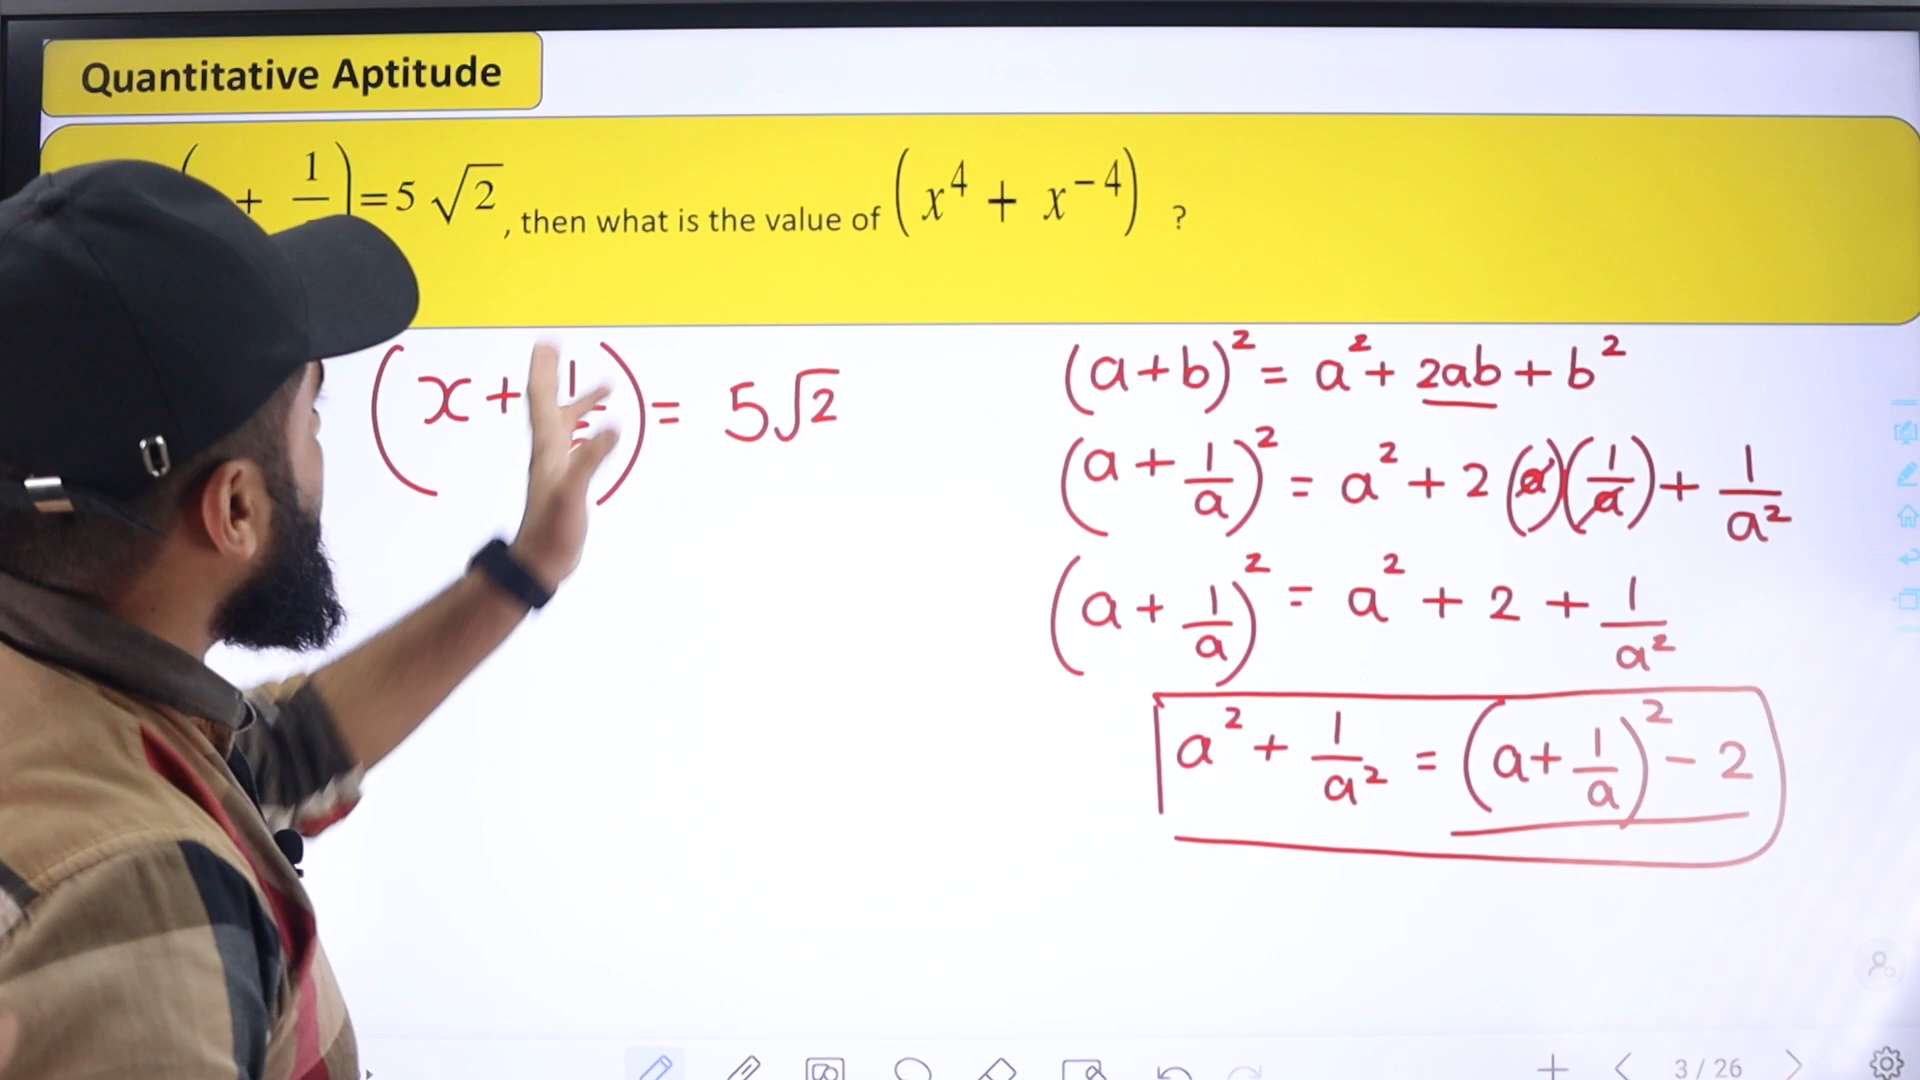 Quantitative Aptitude
( + 1/ ) = 5 √2 , then what is the value of (x⁴ + x⁻⁴) ?
(x + 1/ ) = 5√2
(a+b)² = a² + 2ab + b²
(a + 1/a)² = a² + 2(a)(1/a) + 1/a²
(a + 1/a)² = a² + 2 + 1/a²
a² + 1/a² = (a + 1/a)² - 2
3 / 26